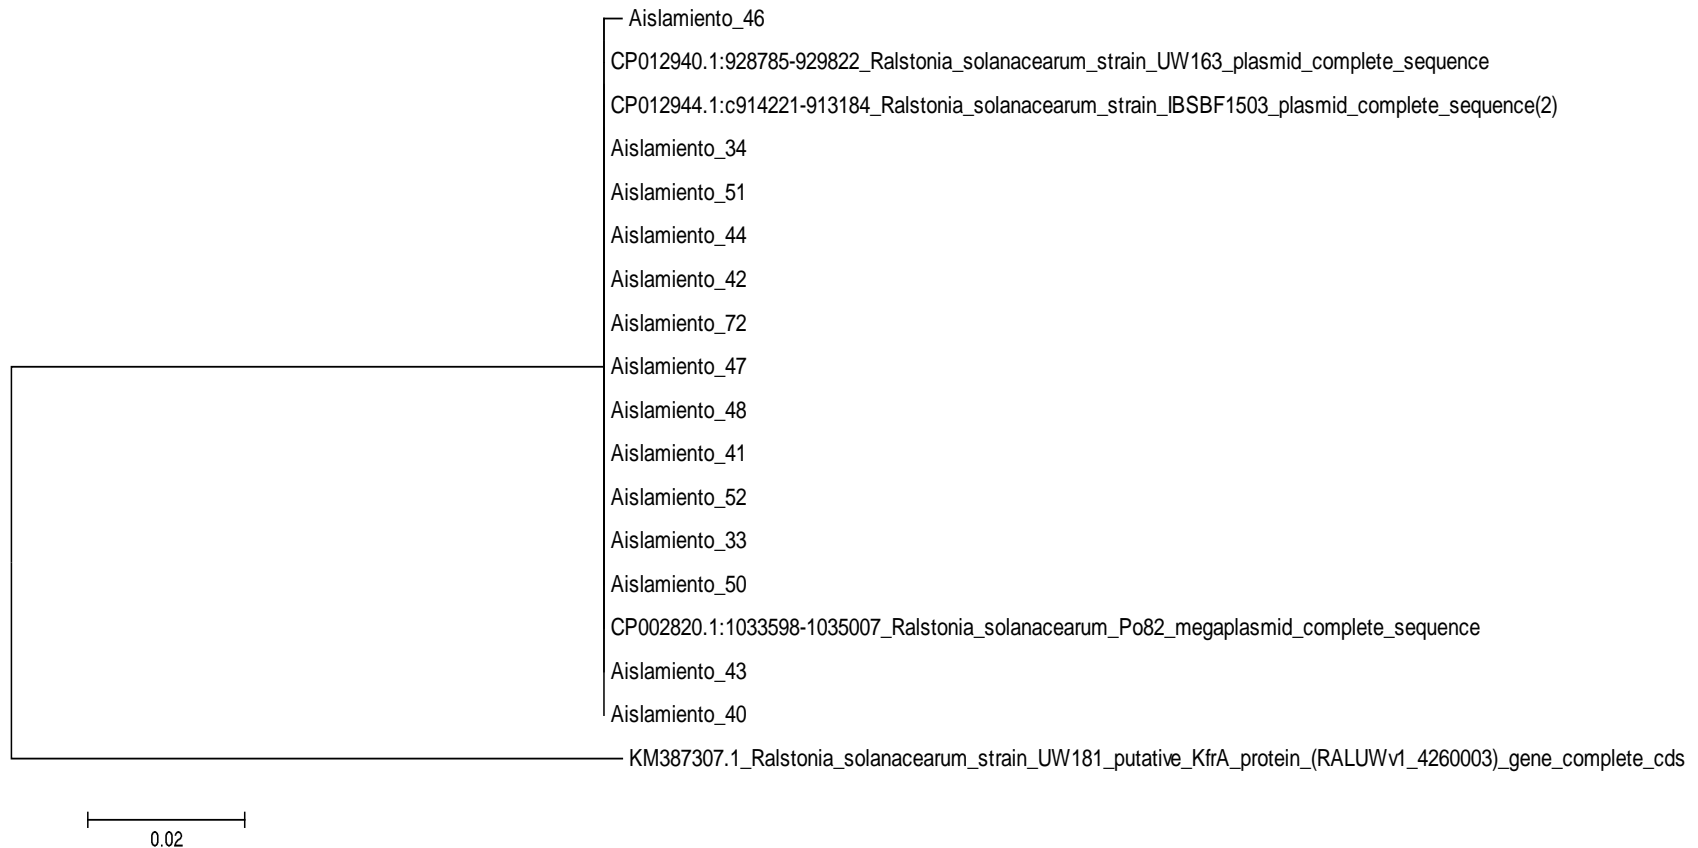 Aislamiento_46
CP012940.1:928785-929822_Ralstonia_solanacearum_strain_UW163_plasmid_complete_sequence
CP012944.1:c914221-913184_Ralstonia_solanacearum_strain_IBSBF1503_plasmid_complete_sequence(2)
Aislamiento_34
Aislamiento_51
Aislamiento_44
Aislamiento_42
Aislamiento_72
Aislamiento_47
Aislamiento_48
Aislamiento_41
Aislamiento_52
Aislamiento_33
Aislamiento_50
CP002820.1:1033598-1035007_Ralstonia_solanacearum_Po82_megaplasmid_complete_sequence
Aislamiento_43
Aislamiento_40
KM387307.1_Ralstonia_solanacearum_strain_UW181_putative_KfrA_protein_(RALUWv1_4260003)_gene_complete_cds
0.02